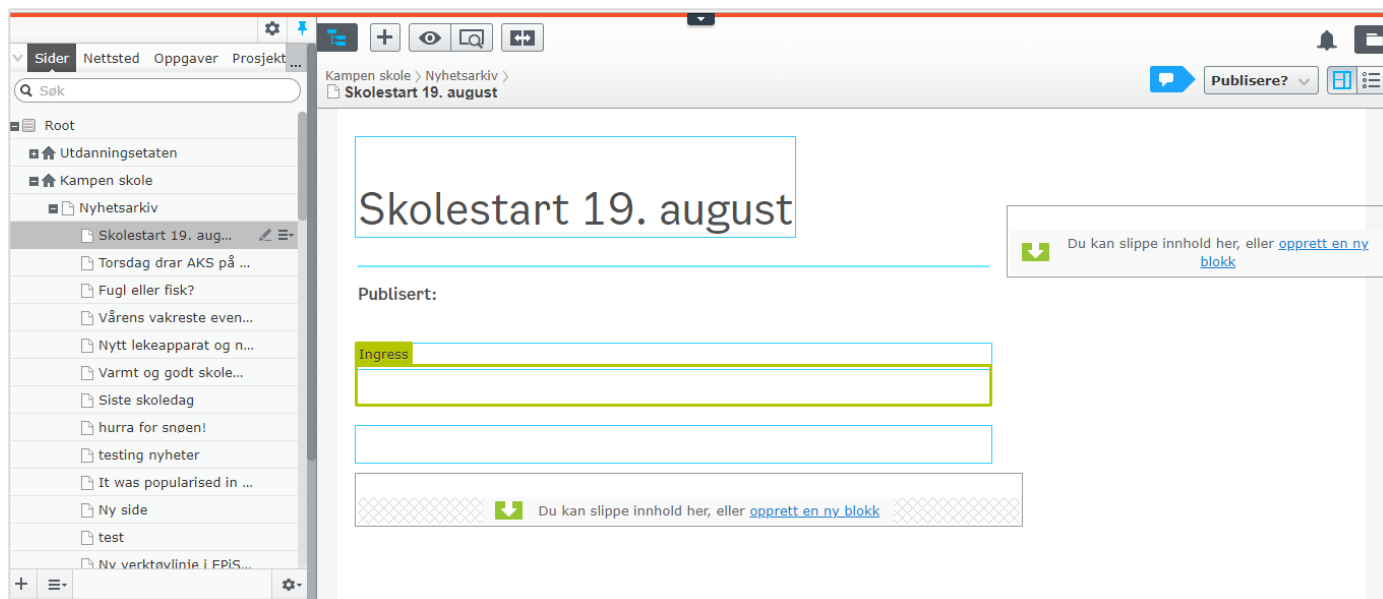 Sider Nettsted Oppgaver Prosjekt ...
Søk
Root
Utdanningsetaten
Kampen skole
Nyhetsarkiv
Skolestart 19. aug...
Torsdag drar AKS på ...
Fugl eller fisk?
Vårens vakreste even...
Nytt lekeapparat og n...
Varmt og godt skole...
Siste skoledag
hurra for snøen!
testing nyheter
It was popularised in ...
Ny side
test
Ny verktøylinje i EPiS...
Kampen skole > Nyhetsarkiv >
Skolestart 19. august
Publisere?
Skolestart 19. august
Publisert:
Ingress
Du kan slippe innhold her, eller opprett en ny blokk
Du kan slippe innhold her, eller opprett en ny
blokk